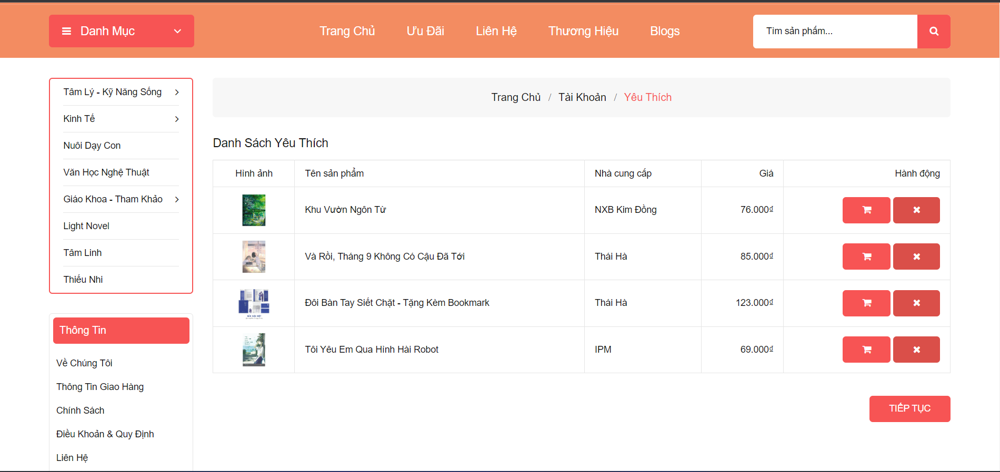 Danh Mục
Trang Chủ
Ưu Đãi
Liên Hệ
Thương Hiệu
Blogs
Tìm sản phẩm...
Tâm Lý - Kỹ Năng Sống
Kinh Tế
Nuôi Dạy Con
Văn Học Nghệ Thuật
Giáo Khoa - Tham Khảo
Light Novel
Tâm Linh
Thiếu Nhi
Thông Tin
Về Chúng Tôi
Thông Tin Giao Hàng
Chính Sách
Điều Khoản & Quy Định
Liên Hệ
Trang Chủ / Tài Khoản / Yêu Thích
Danh Sách Yêu Thích
Hình ảnh Tên sản phẩm Nhà cung cấp Giá Hành động
Khu Vườn Ngôn Từ NXB Kim Đồng 76.000₫
Và Rồi, Tháng 9 Không Có Cậu Đã Tới Thái Hà 85.000₫
Đôi Bàn Tay Siết Chặt - Tặng Kèm Bookmark Thái Hà 123.000₫
Tôi Yêu Em Qua Hình Hài Robot IPM 69.000₫
TIẾP TỤC